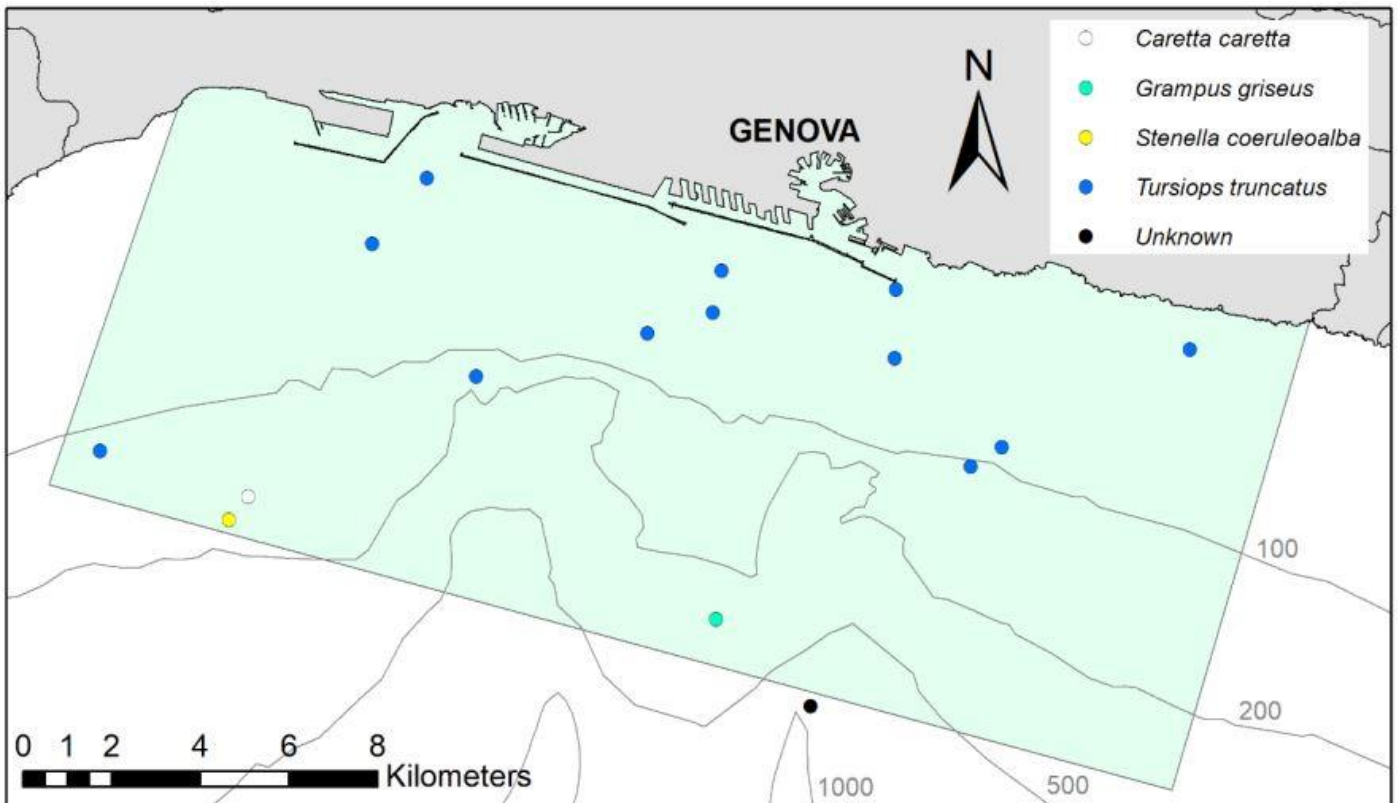 N
GENOVA
Caretta caretta
Grampus griseus
Stenella coeruleoalba
Tursiops truncatus
Unknown
100
200
500
1000
0 1 2 4 6 8
Kilometers